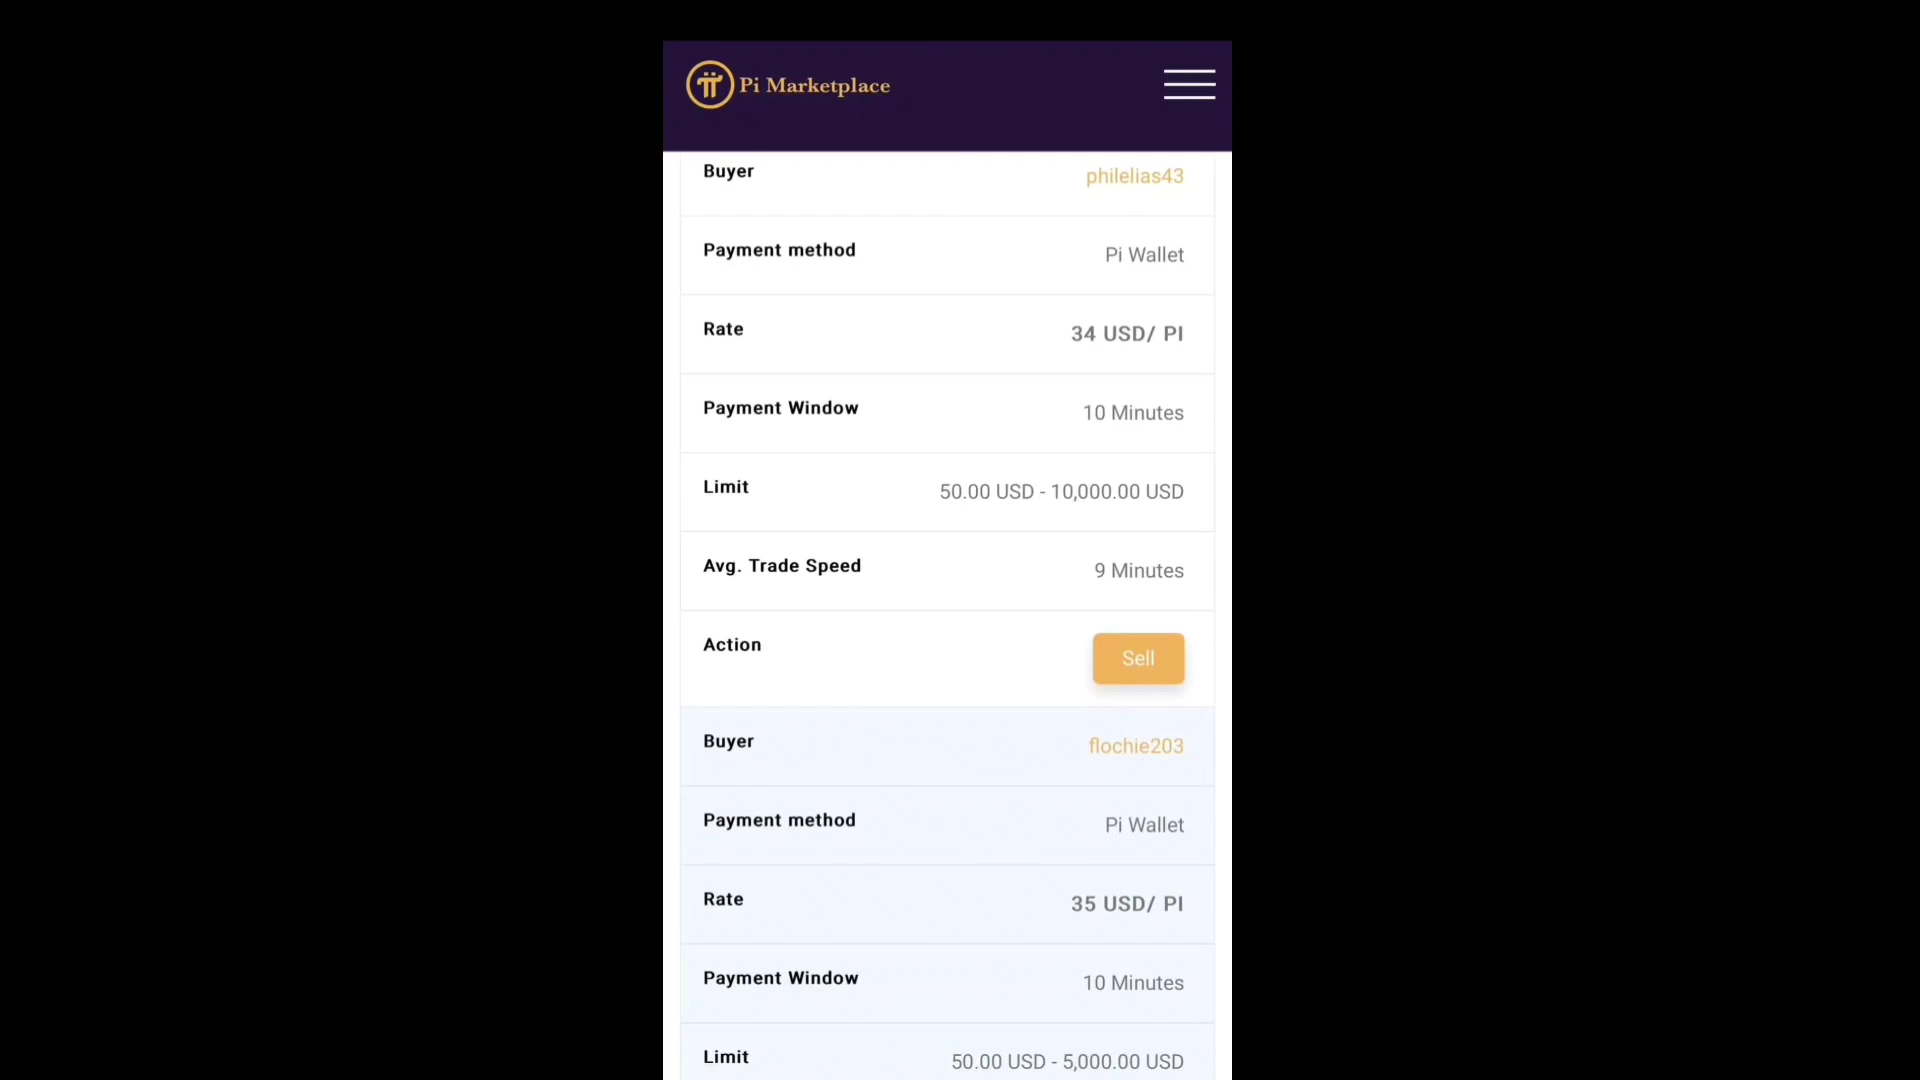 Pi Marketplace
Buyer philelias43
Payment method Pi Wallet
Rate 34 USD/ PI
Payment Window 10 Minutes
Limit 50.00 USD - 10,000.00 USD
Avg. Trade Speed 9 Minutes
Action Sell
Buyer flochie203
Payment method Pi Wallet
Rate 35 USD/ PI
Payment Window 10 Minutes
Limit 50.00 USD - 5,000.00 USD